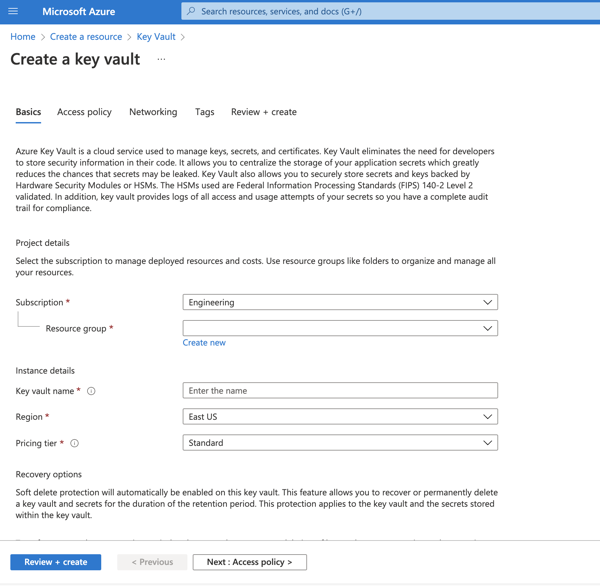 Microsoft Azure
Search resources, services, and docs (G+/)
Home > Create a resource > Key Vault >
Create a key vault ...
Basics Access policy Networking Tags Review + create
Azure Key Vault is a cloud service used to manage keys, secrets, and certificates. Key Vault eliminates the need for developers
to store security information in their code. It allows you to centralize the storage of your application secrets which greatly
reduces the chances that secrets may be leaked. Key Vault also allows you to securely store secrets and keys backed by
Hardware Security Modules or HSMs. The HSMs used are Federal Information Processing Standards (FIPS) 140-2 Level 2
validated. In addition, key vault provides logs of all access and usage attempts of your secrets so you have a complete audit
trail for compliance.
Project details
Select the subscription to manage deployed resources and costs. Use resource groups like folders to organize and manage all
your resources.
Subscription * Engineering
Resource group *
Create new
Instance details
Key vault name * Enter the name
Region * East US
Pricing tier * Standard
Recovery options
Soft delete protection will automatically be enabled on this key vault. This feature allows you to recover or permanently delete
a key vault and secrets for the duration of the retention period. This protection applies to the key vault and the secrets stored
within the key vault.
Review + create < Previous Next : Access policy >